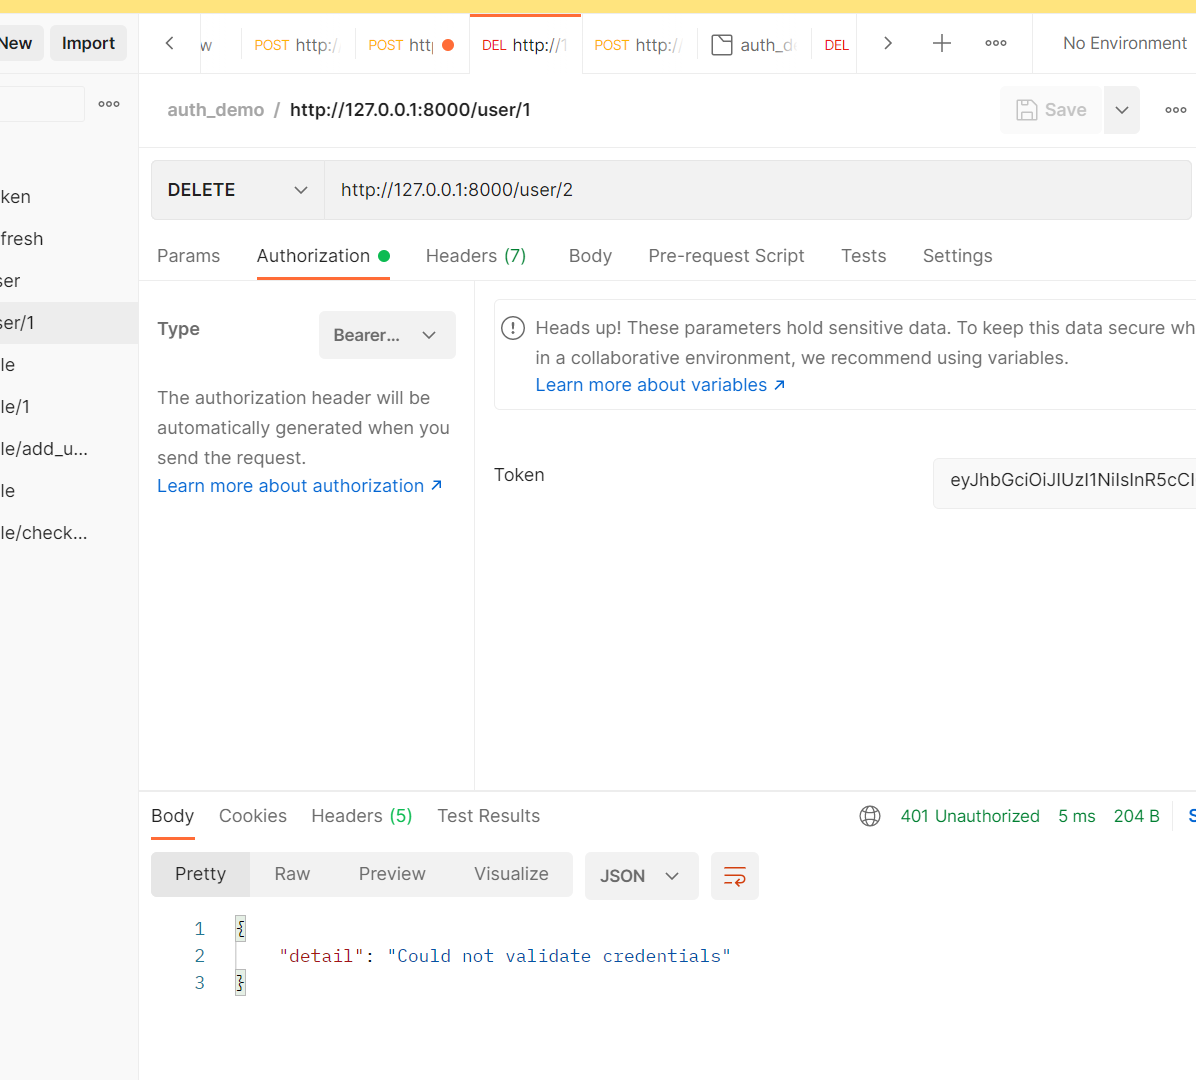 New Import w POST http:/ POST htt DEL http://1 POST http:/ auth_d DEL No Environment
auth_demo / http://127.0.0.1:8000/user/1 Save
DELETE http://127.0.0.1:8000/user/2
ken
fresh
ser
ser/1
le
le/1
le/add_u...
le
le/check...
Params Authorization Headers (7) Body Pre-request Script Tests Settings
Type Bearer...
The authorization header will be
automatically generated when you
send the request.
Learn more about authorization ↗
Heads up! These parameters hold sensitive data. To keep this data secure wh
in a collaborative environment, we recommend using variables.
Learn more about variables ↗
Token eyJhbGciOiJIUzI1NiIsInR5cCI
Body Cookies Headers (5) Test Results 401 Unauthorized 5 ms 204 B S
Pretty Raw Preview Visualize JSON
1 {
2 "detail": "Could not validate credentials"
3 }